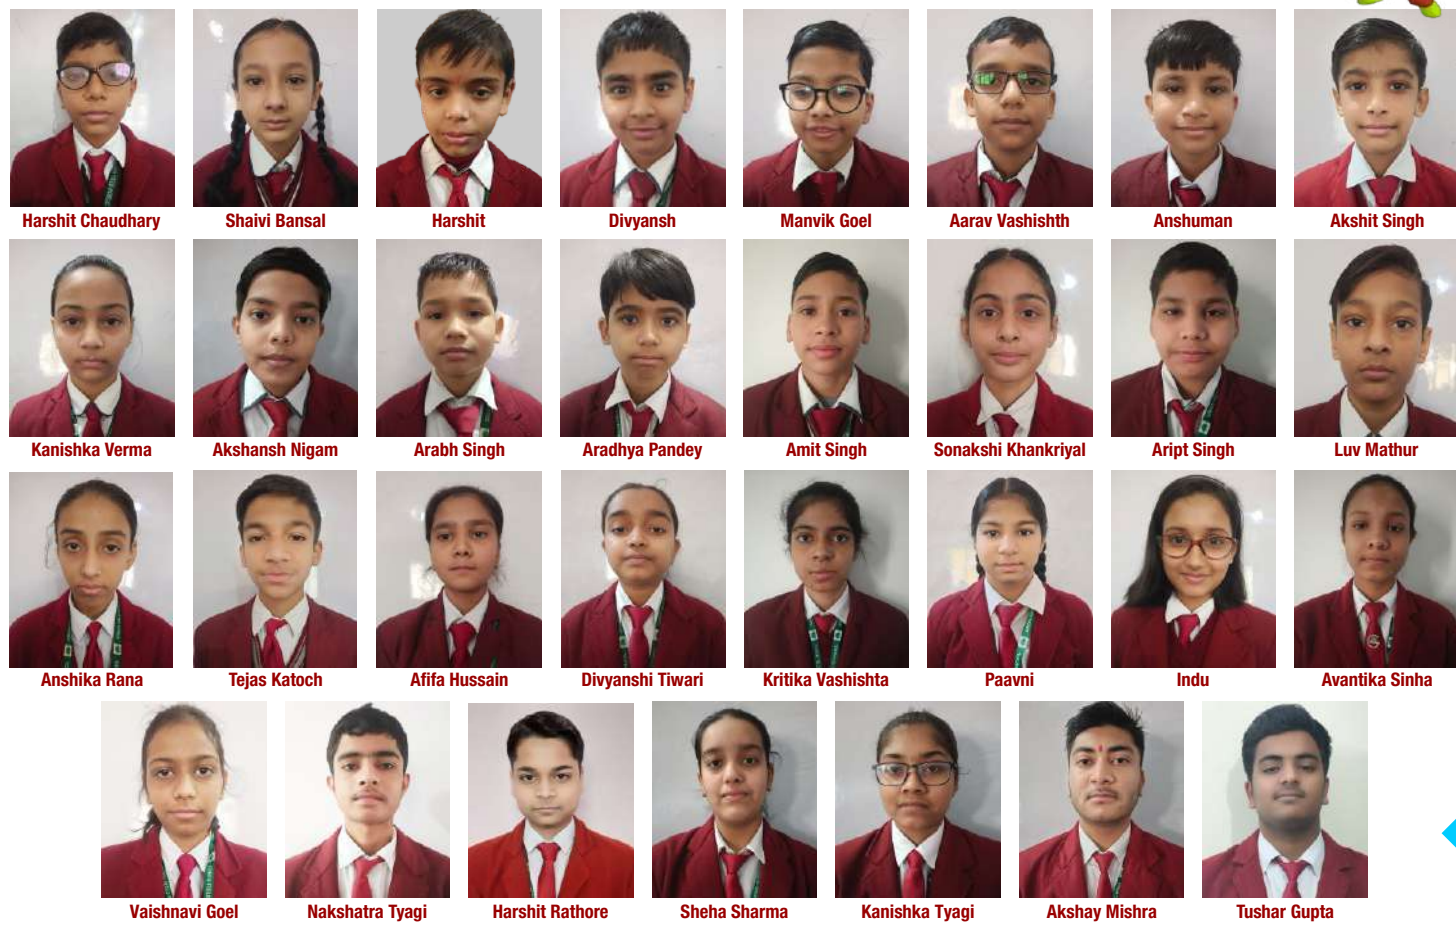 Harshit Chaudhary Shaivi Bansal Harshit Divyansh Manvik Goel Aarav Vashishth Anshuman Akshit Singh
Kanishka Verma Akshansh Nigam Arabh Singh Aradhya Pandey Amit Singh Sonakshi Khankriyal Aript Singh Luv Mathur
Anshika Rana Tejas Katoch Afifa Hussain Divyanshi Tiwari Kritika Vashishta Paavni Indu Avantika Sinha
Vaishnavi Goel Nakshatra Tyagi Harshit Rathore Sheha Sharma Kanishka Tyagi Akshay Mishra Tushar Gupta